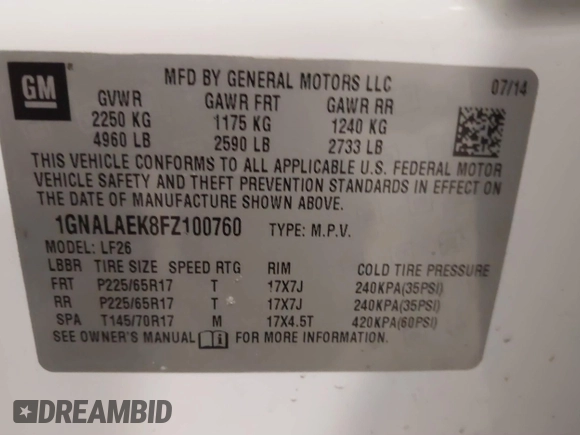 GM ®
MFD BY GENERAL MOTORS LLC 07/14
GVWR GAWR FRT GAWR RR
2250 KG 1175 KG 1240 KG
4960 LB 2590 LB 2733 LB
THIS VEHICLE CONFORMS TO ALL APPLICABLE U.S. FEDERAL MOTOR
VEHICLE SAFETY AND THEFT PREVENTION STANDARDS IN EFFECT ON
THE DATE OF MANUFACTURE SHOWN ABOVE.
1GNALAEK8FZ100760 TYPE: M.P.V.
MODEL: LF26
LBBR TIRE SIZE SPEED RTG RIM COLD TIRE PRESSURE
FRT P225/65R17 T 17X7J 240KPA(35PSI)
RR P225/65R17 T 17X7J 240KPA(35PSI)
SPA T145/70R17 M 17X4.5T 420KPA(60PSI)
SEE OWNER'S MANUAL i FOR MORE INFORMATION.
DREAMBID